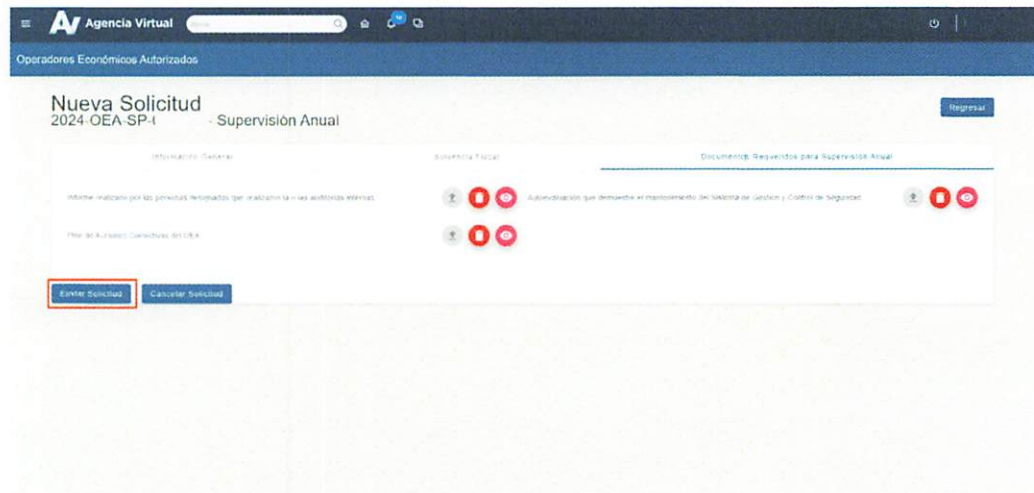 Agencia Virtual
Operadores Económicos Autorizados
Nueva Solicitud
Regresar
2024-OEA-SP- - Supervisión Anual
Información General
Solvencia Fiscal
Documentos Requeridos para Supervisión Anual
Informe realizado por las personas designadas que realizaron la o las auditorías internas
Autoevaluación que demuestre el mantenimiento del Sistema de Gestión y Control de Seguridad
Plan de Acciones Correctivas del OEA
Enviar Solicitud
Cancelar Solicitud